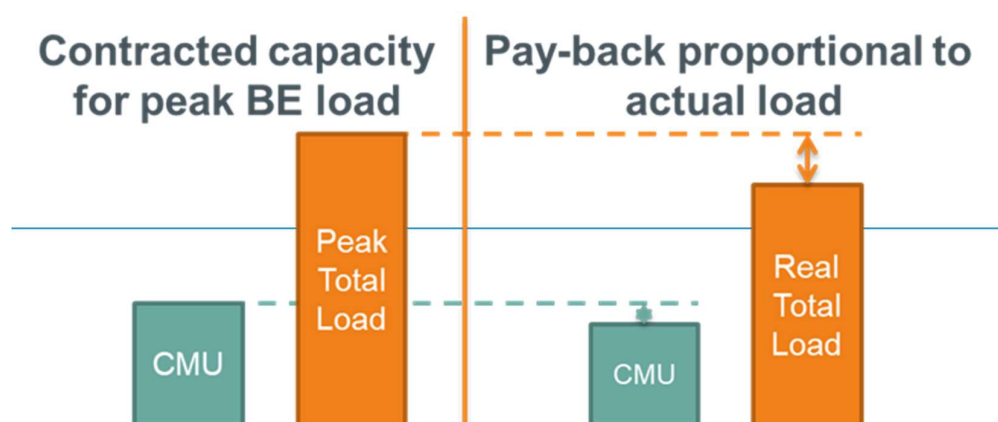 Contracted capacity
for peak BE load
Pay-back proportional to
actual load
CMU
Peak
Total
Load
CMU
Real
Total
Load